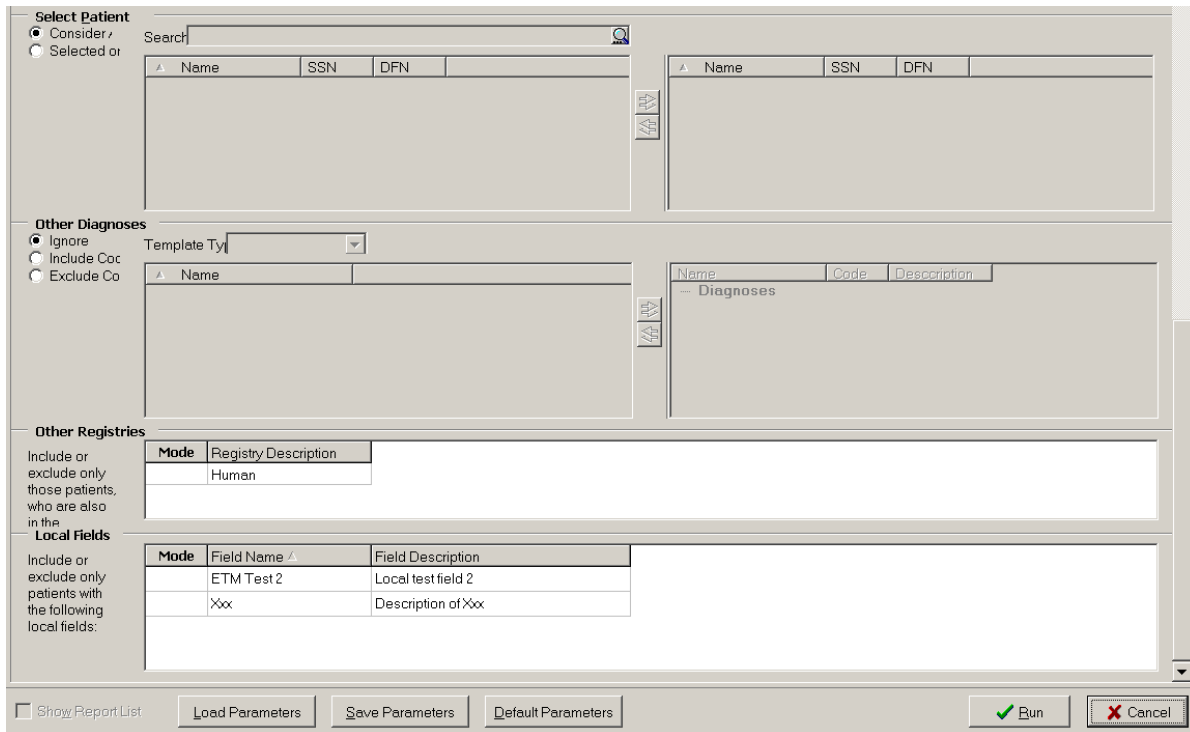 Select Patient
Consider
Selected or
Search
Name SSN DFN
Name SSN DFN
Other Diagnoses
Ignore
Include Coc
Exclude Co
Template Ty
Name
Name Code Desccription
Diagnoses
Other Registries
Include or
exclude only
those patients,
who are also
in the
Mode Registry Description
Human
Local Fields
Include or
exclude only
patients with
the following
local fields:
Mode Field Name Field Description
ETM Test 2 Local test field 2
Xxx Description of Xxx
Show Report List Load Parameters Save Parameters Default Parameters Run Cancel